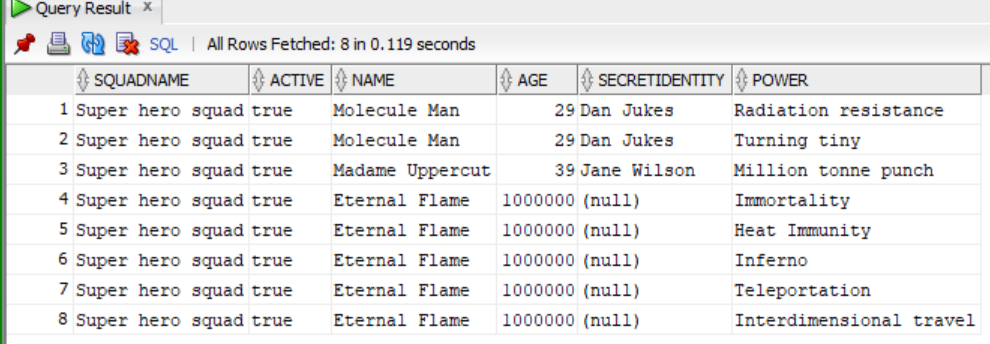 Query Result x
SQL | All Rows Fetched: 8 in 0.119 seconds
SQUADNAME ACTIVE NAME AGE SECRETIDENTITY POWER
1 Super hero squad true Molecule Man 29 Dan Jukes Radiation resistance
2 Super hero squad true Molecule Man 29 Dan Jukes Turning tiny
3 Super hero squad true Madame Uppercut 39 Jane Wilson Million tonne punch
4 Super hero squad true Eternal Flame 1000000 (null) Immortality
5 Super hero squad true Eternal Flame 1000000 (null) Heat Immunity
6 Super hero squad true Eternal Flame 1000000 (null) Inferno
7 Super hero squad true Eternal Flame 1000000 (null) Teleportation
8 Super hero squad true Eternal Flame 1000000 (null) Interdimensional travel